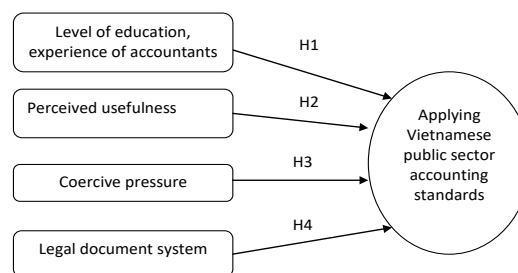 Level of education,
experience of accountants
H1
Perceived usefulness
H2
Coercive pressure
H3
Legal document system
H4
Applying
Vietnamese
public sector
accounting
standards